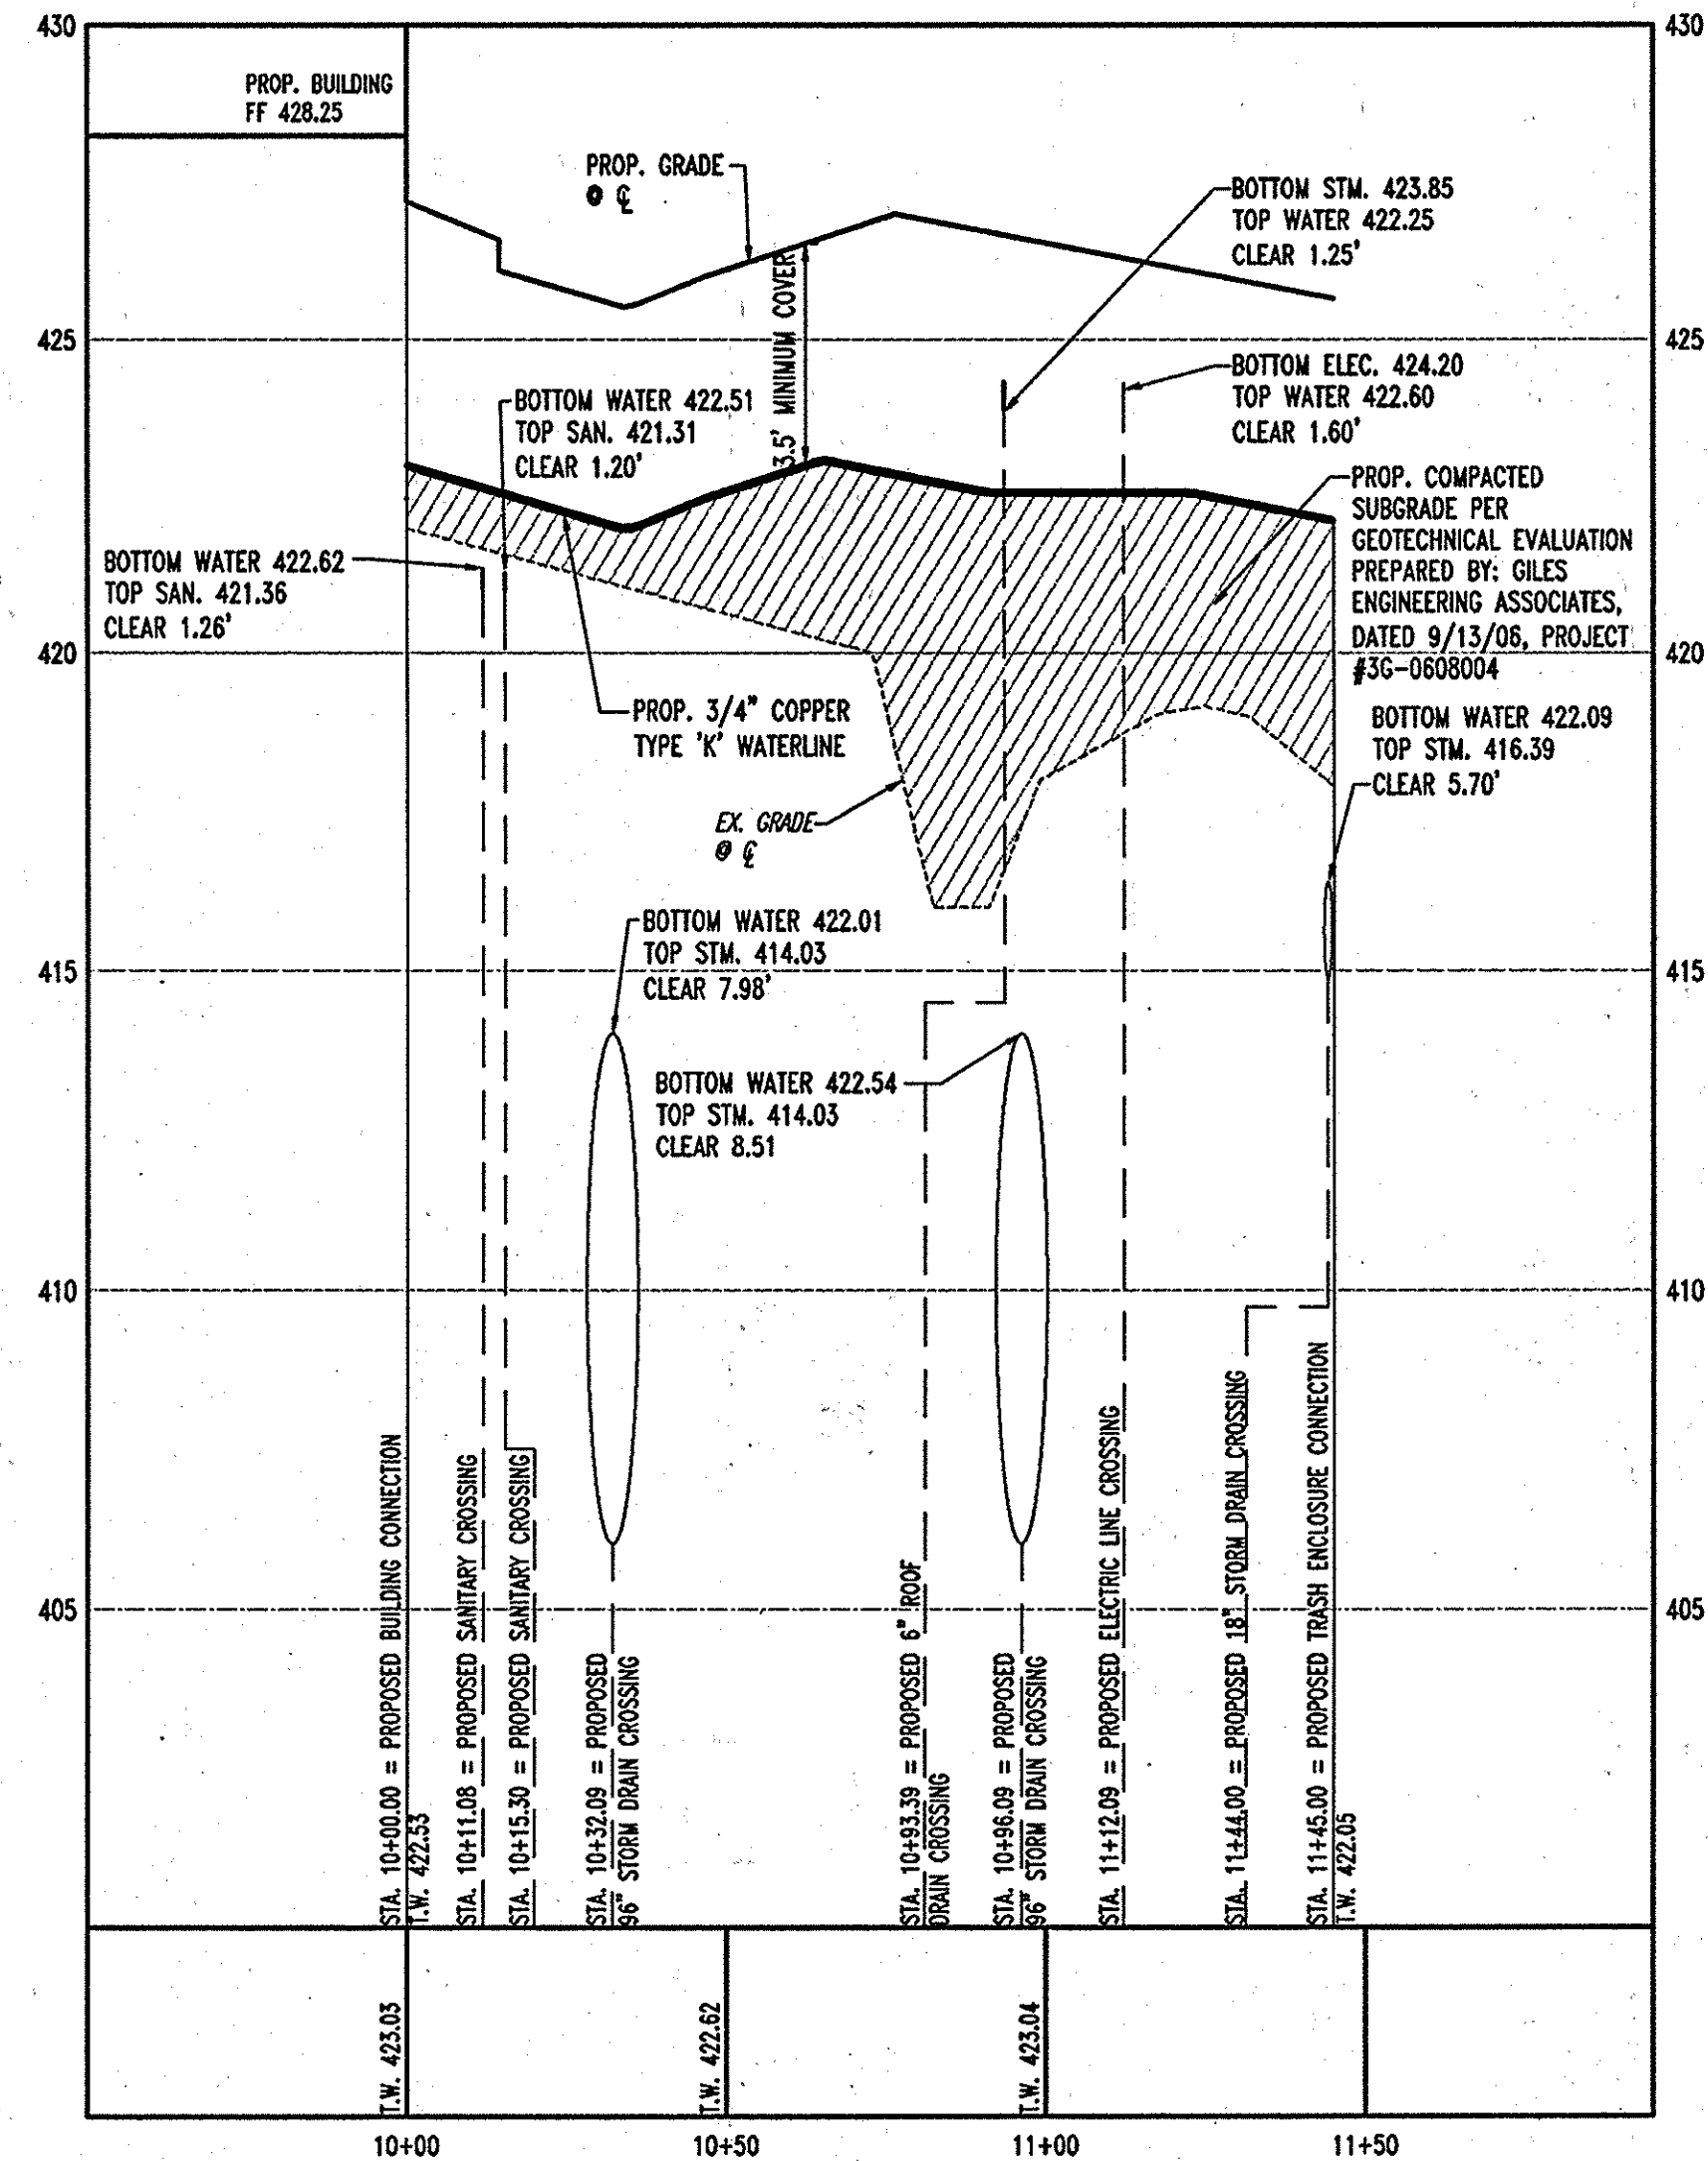 430
430
PROP. BUILDING
FF 428.25
PROP. GRADE
@ ℄
BOTTOM STM. 423.85
TOP WATER 422.25
CLEAR 1.25'
425
425
3.5' MINIMUM COVER
BOTTOM ELEC. 424.20
TOP WATER 422.60
CLEAR 1.60'
BOTTOM WATER 422.51
TOP SAN. 421.31
CLEAR 1.20'
PROP. COMPACTED
SUBGRADE PER
GEOTECHNICAL EVALUATION
PREPARED BY: GILES
ENGINEERING ASSOCIATES,
DATED 9/13/06, PROJECT
#3G-0608004
BOTTOM WATER 422.62
TOP SAN. 421.36
CLEAR 1.26'
420
420
PROP. 3/4" COPPER
TYPE 'K' WATERLINE
BOTTOM WATER 422.09
TOP STM. 416.39
CLEAR 5.70'
EX. GRADE
@ ℄
BOTTOM WATER 422.01
TOP STM. 414.03
CLEAR 7.98'
415
415
BOTTOM WATER 422.54
TOP STM. 414.03
CLEAR 8.51
410
410
405
405
STA. 10+00.00 = PROPOSED BUILDING CONNECTION
T.W. 422.53
STA. 10+11.08 = PROPOSED SANITARY CROSSING
STA. 10+15.30 = PROPOSED SANITARY CROSSING
STA. 10+32.09 = PROPOSED
96" STORM DRAIN CROSSING
STA. 10+93.39 = PROPOSED 6" ROOF
DRAIN CROSSING
STA. 10+96.09 = PROPOSED
96" STORM DRAIN CROSSING
STA. 11+12.09 = PROPOSED ELECTRIC LINE CROSSING
STA. 11+44.00 = PROPOSED 18" STORM DRAIN CROSSING
STA. 11+45.00 = PROPOSED TRASH ENCLOSURE CONNECTION
T.W. 422.05
T.W. 423.03
T.W. 422.62
T.W. 423.04
10+00
10+50
11+00
11+50